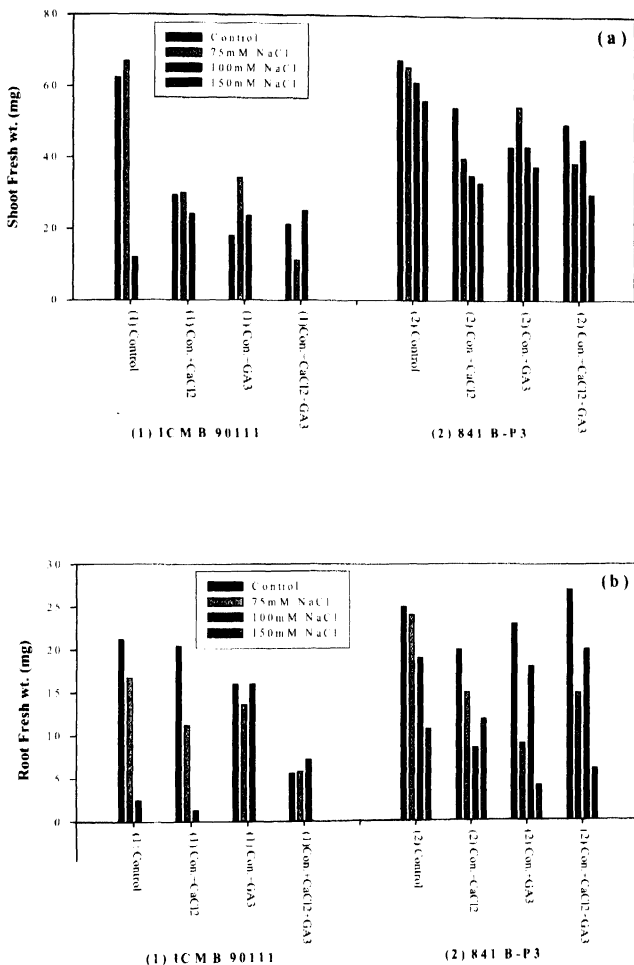 (a)
Control
75mM NaCl
100mM NaCl
150mM NaCl
Shoot Fresh wt. (mg)
80
60
40
20
0
(1) Control
(1) Con.+CaCl2
(1) Con.-GA3
(1)Con.-CaCl2-GA3
(2) Control
(2) Con.+CaCl2
(2) Con.+GA3
(2) Con.+CaCl2-GA3
(1) ICMB 90111
(2) 841 B-P3
(b)
Control
75mM NaCl
100mM NaCl
150mM NaCl
Root Fresh wt. (mg)
30
25
20
15
10
5
0
(1) Control
(1) Con.-CaCl2
(1) Con.-GA3
(1)Con.+CaCl2-GA3
(2) Control
(2) Con.+CaCl2
(2) Con.+GA3
(2) Con.+CaCl2+GA3
(1) ICMB 90111
(2) 841 B-P3